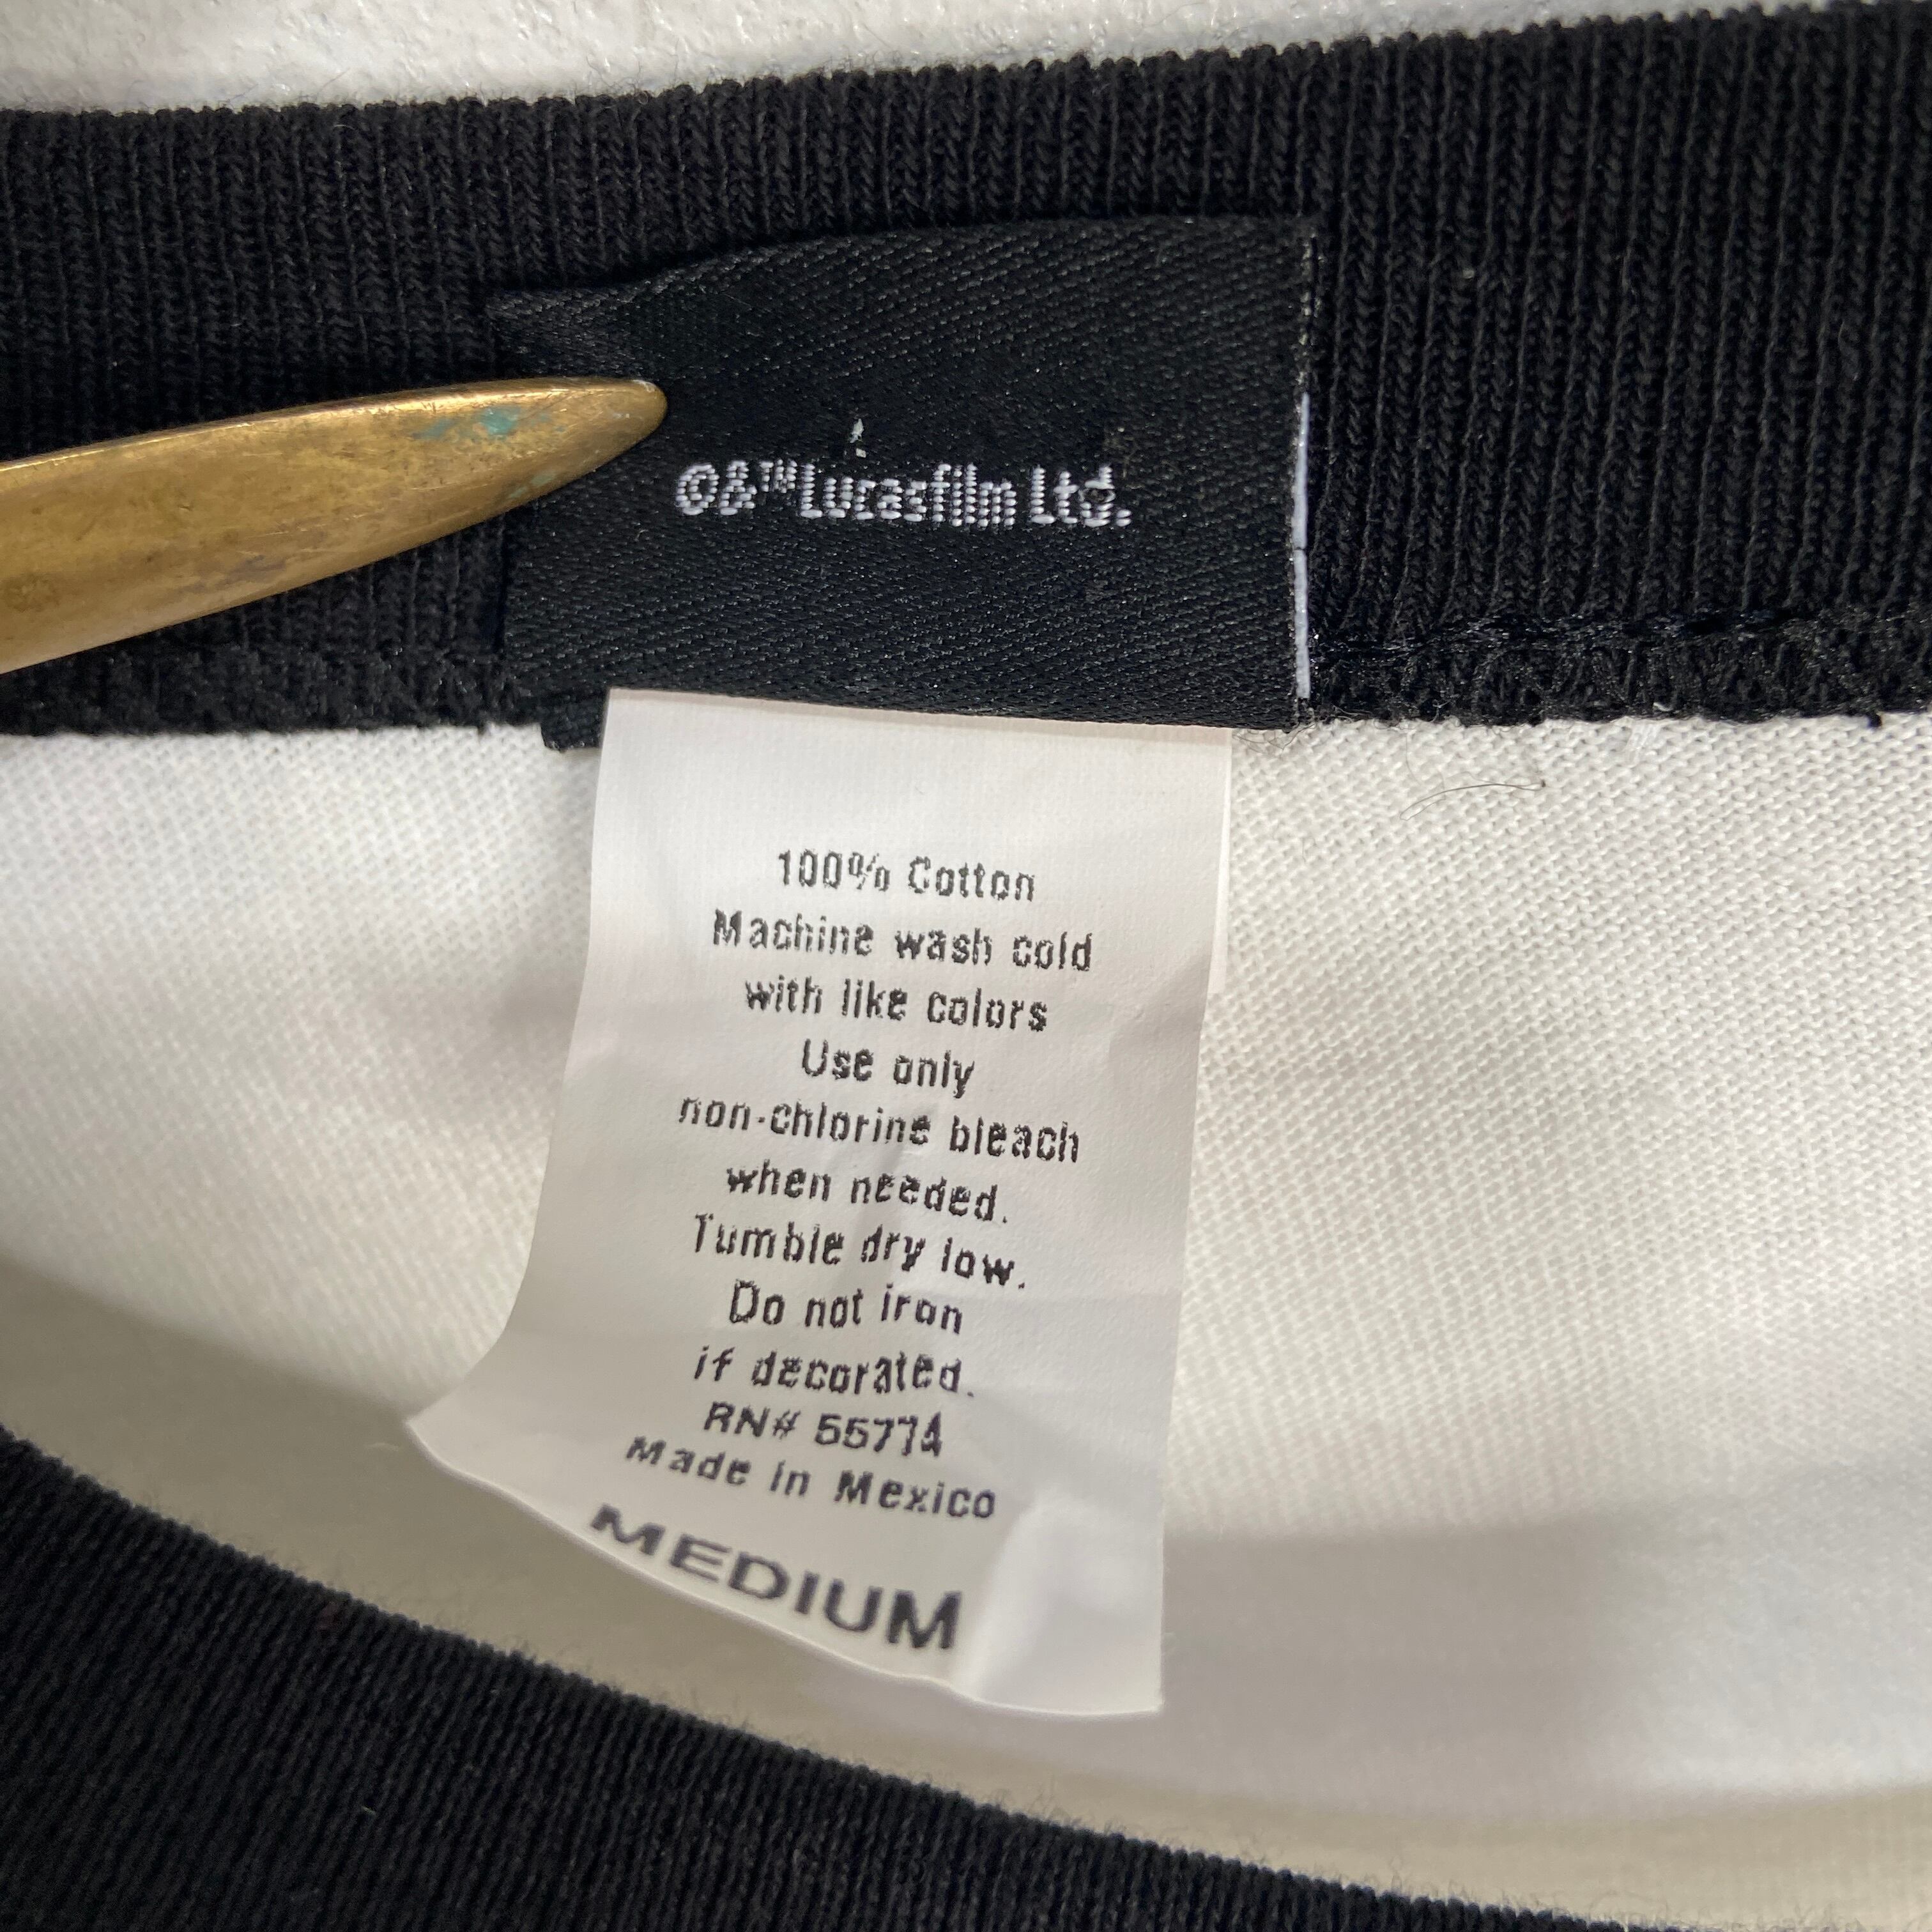 ©&™Lucasfilm Ltd.
100% Cotton
Machine wash cold
with like colors
Use only
non-chlorine bleach
when needed.
Tumble dry low.
Do not iron
if decorated.
RN# 55774
Made in Mexico
MEDIUM